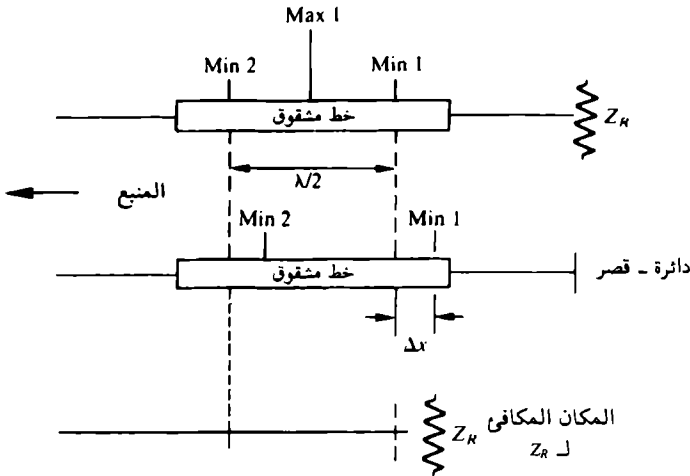 Max 1
Min 2
Min 1
خط مشقوق
Z_R
λ/2
المنبع
Min 2
Min 1
خط مشقوق
دائرة ـ قصر
Δx
Z_R
المكان المكافئ
لـ Z_R